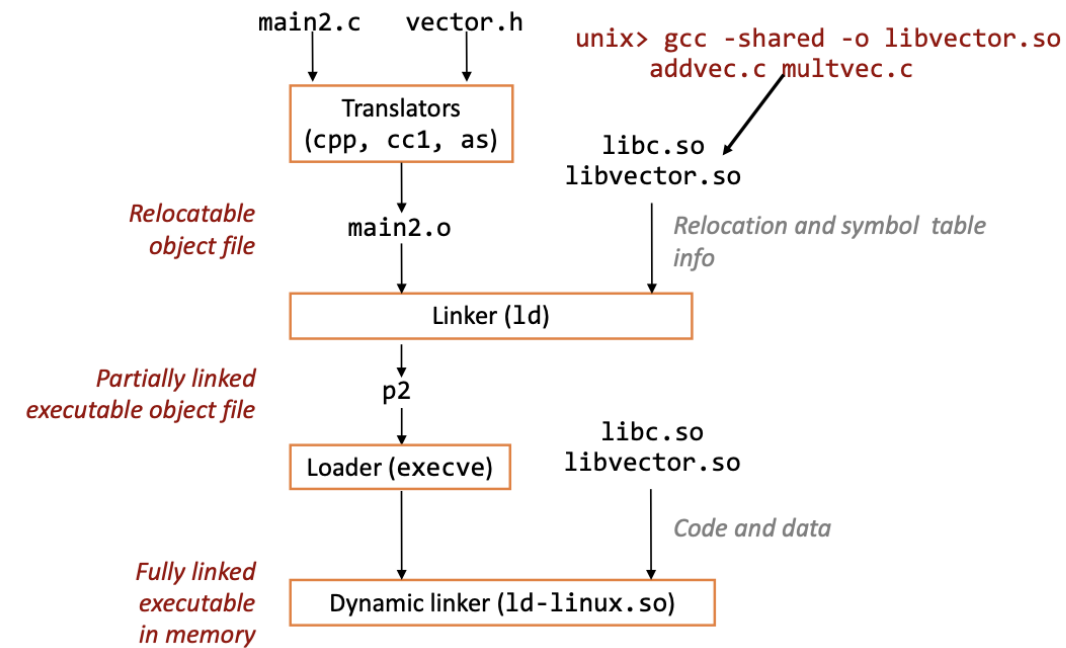 main2.c
vector.h
unix> gcc -shared -o libvector.so
addvec.c multvec.c
Translators
(cpp, cc1, as)
libc.so
libvector.so
Relocatable
object file
main2.o
Relocation and symbol table
info
Linker (ld)
Partially linked
executable object file
p2
libc.so
libvector.so
Loader (execve)
Code and data
Fully linked
executable
in memory
Dynamic linker (ld-linux.so)